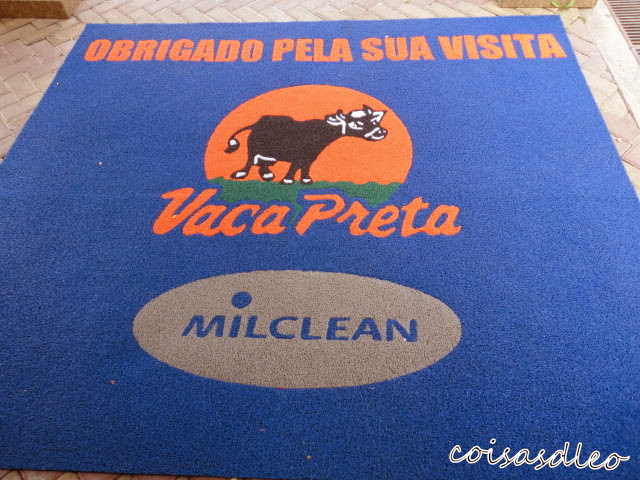 OBRIGADO PELA SUA VISITA
Vaca Preta
MILCLEAN
coisasdleo